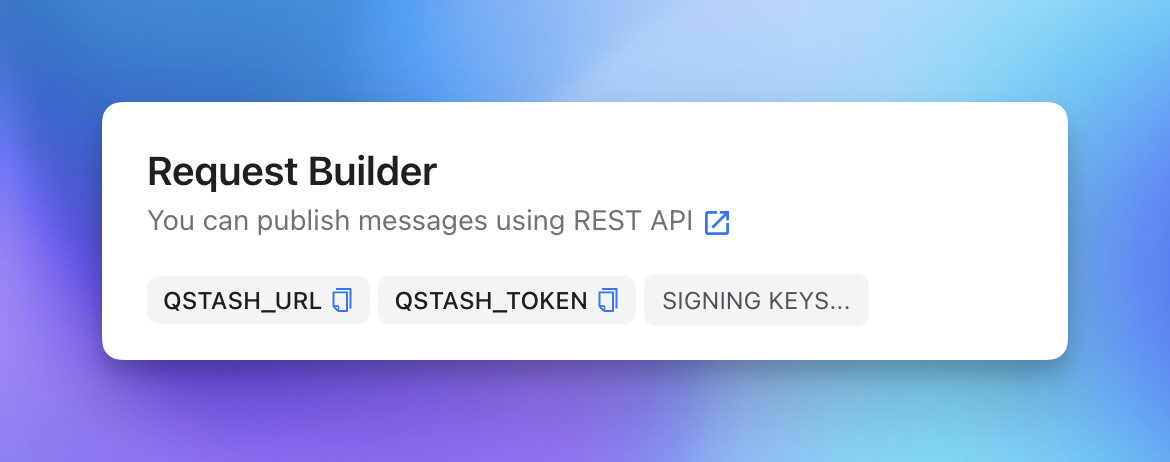 Request Builder
You can publish messages using REST API
QSTASH_URL QSTASH_TOKEN SIGNING KEYS...